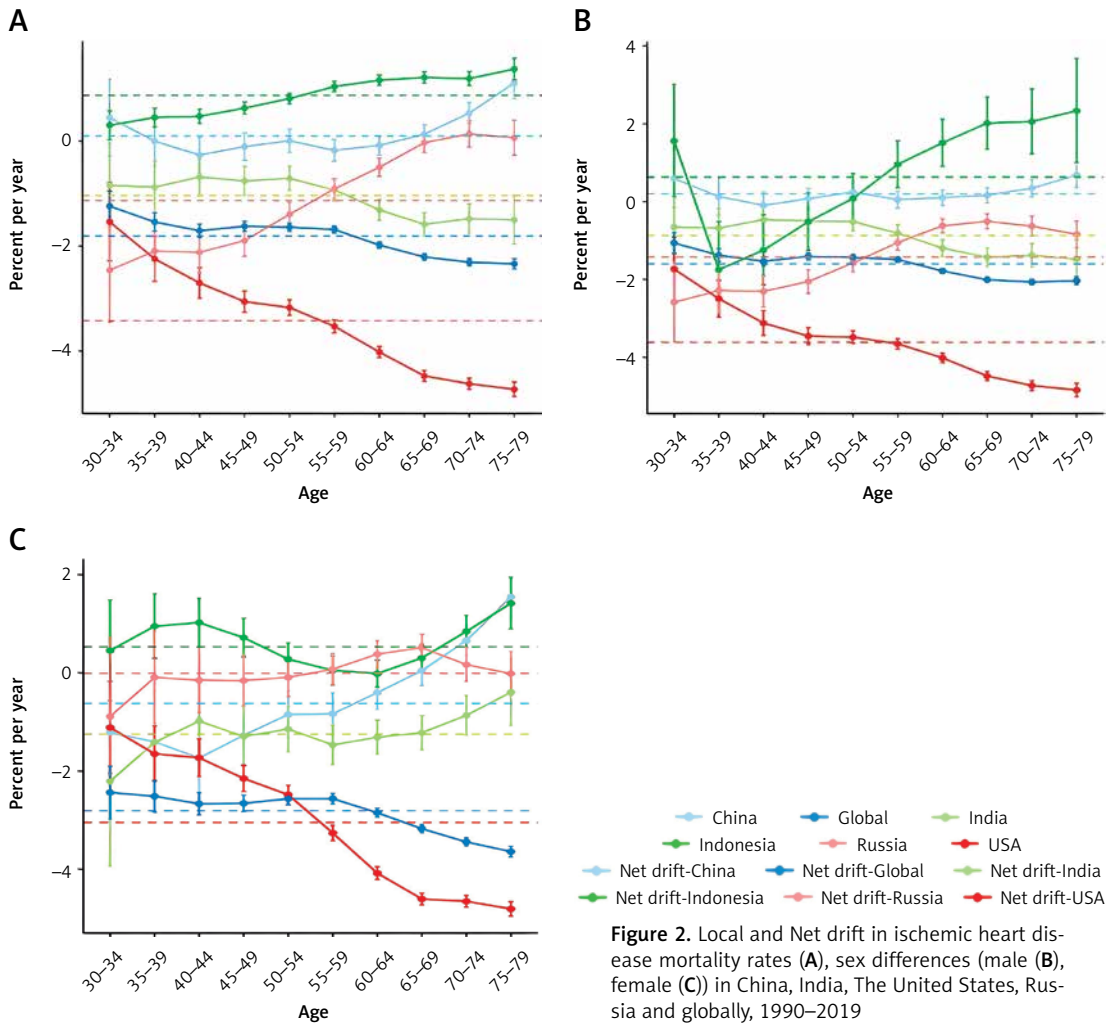 A
Percent per year
0
−2
−4
30–34 35–39 40–44 45–49 50–54 55–59 60–64 65–69 70–74 75–79
Age
B
Percent per year
4
2
0
−2
−4
30–34 35–39 40–44 45–49 50–54 55–59 60–64 65–69 70–74 75–79
Age
C
Percent per year
2
0
−2
−4
30–34 35–39 40–44 45–49 50–54 55–59 60–64 65–69 70–74 75–79
Age
China Global India
Indonesia Russia USA
Net drift-China Net drift-Global Net drift-India
Net drift-Indonesia Net drift-Russia Net drift-USA
Figure 2. Local and Net drift in ischemic heart dis-
ease mortality rates (A), sex differences (male (B),
female (C)) in China, India, The United States, Rus-
sia and globally, 1990–2019